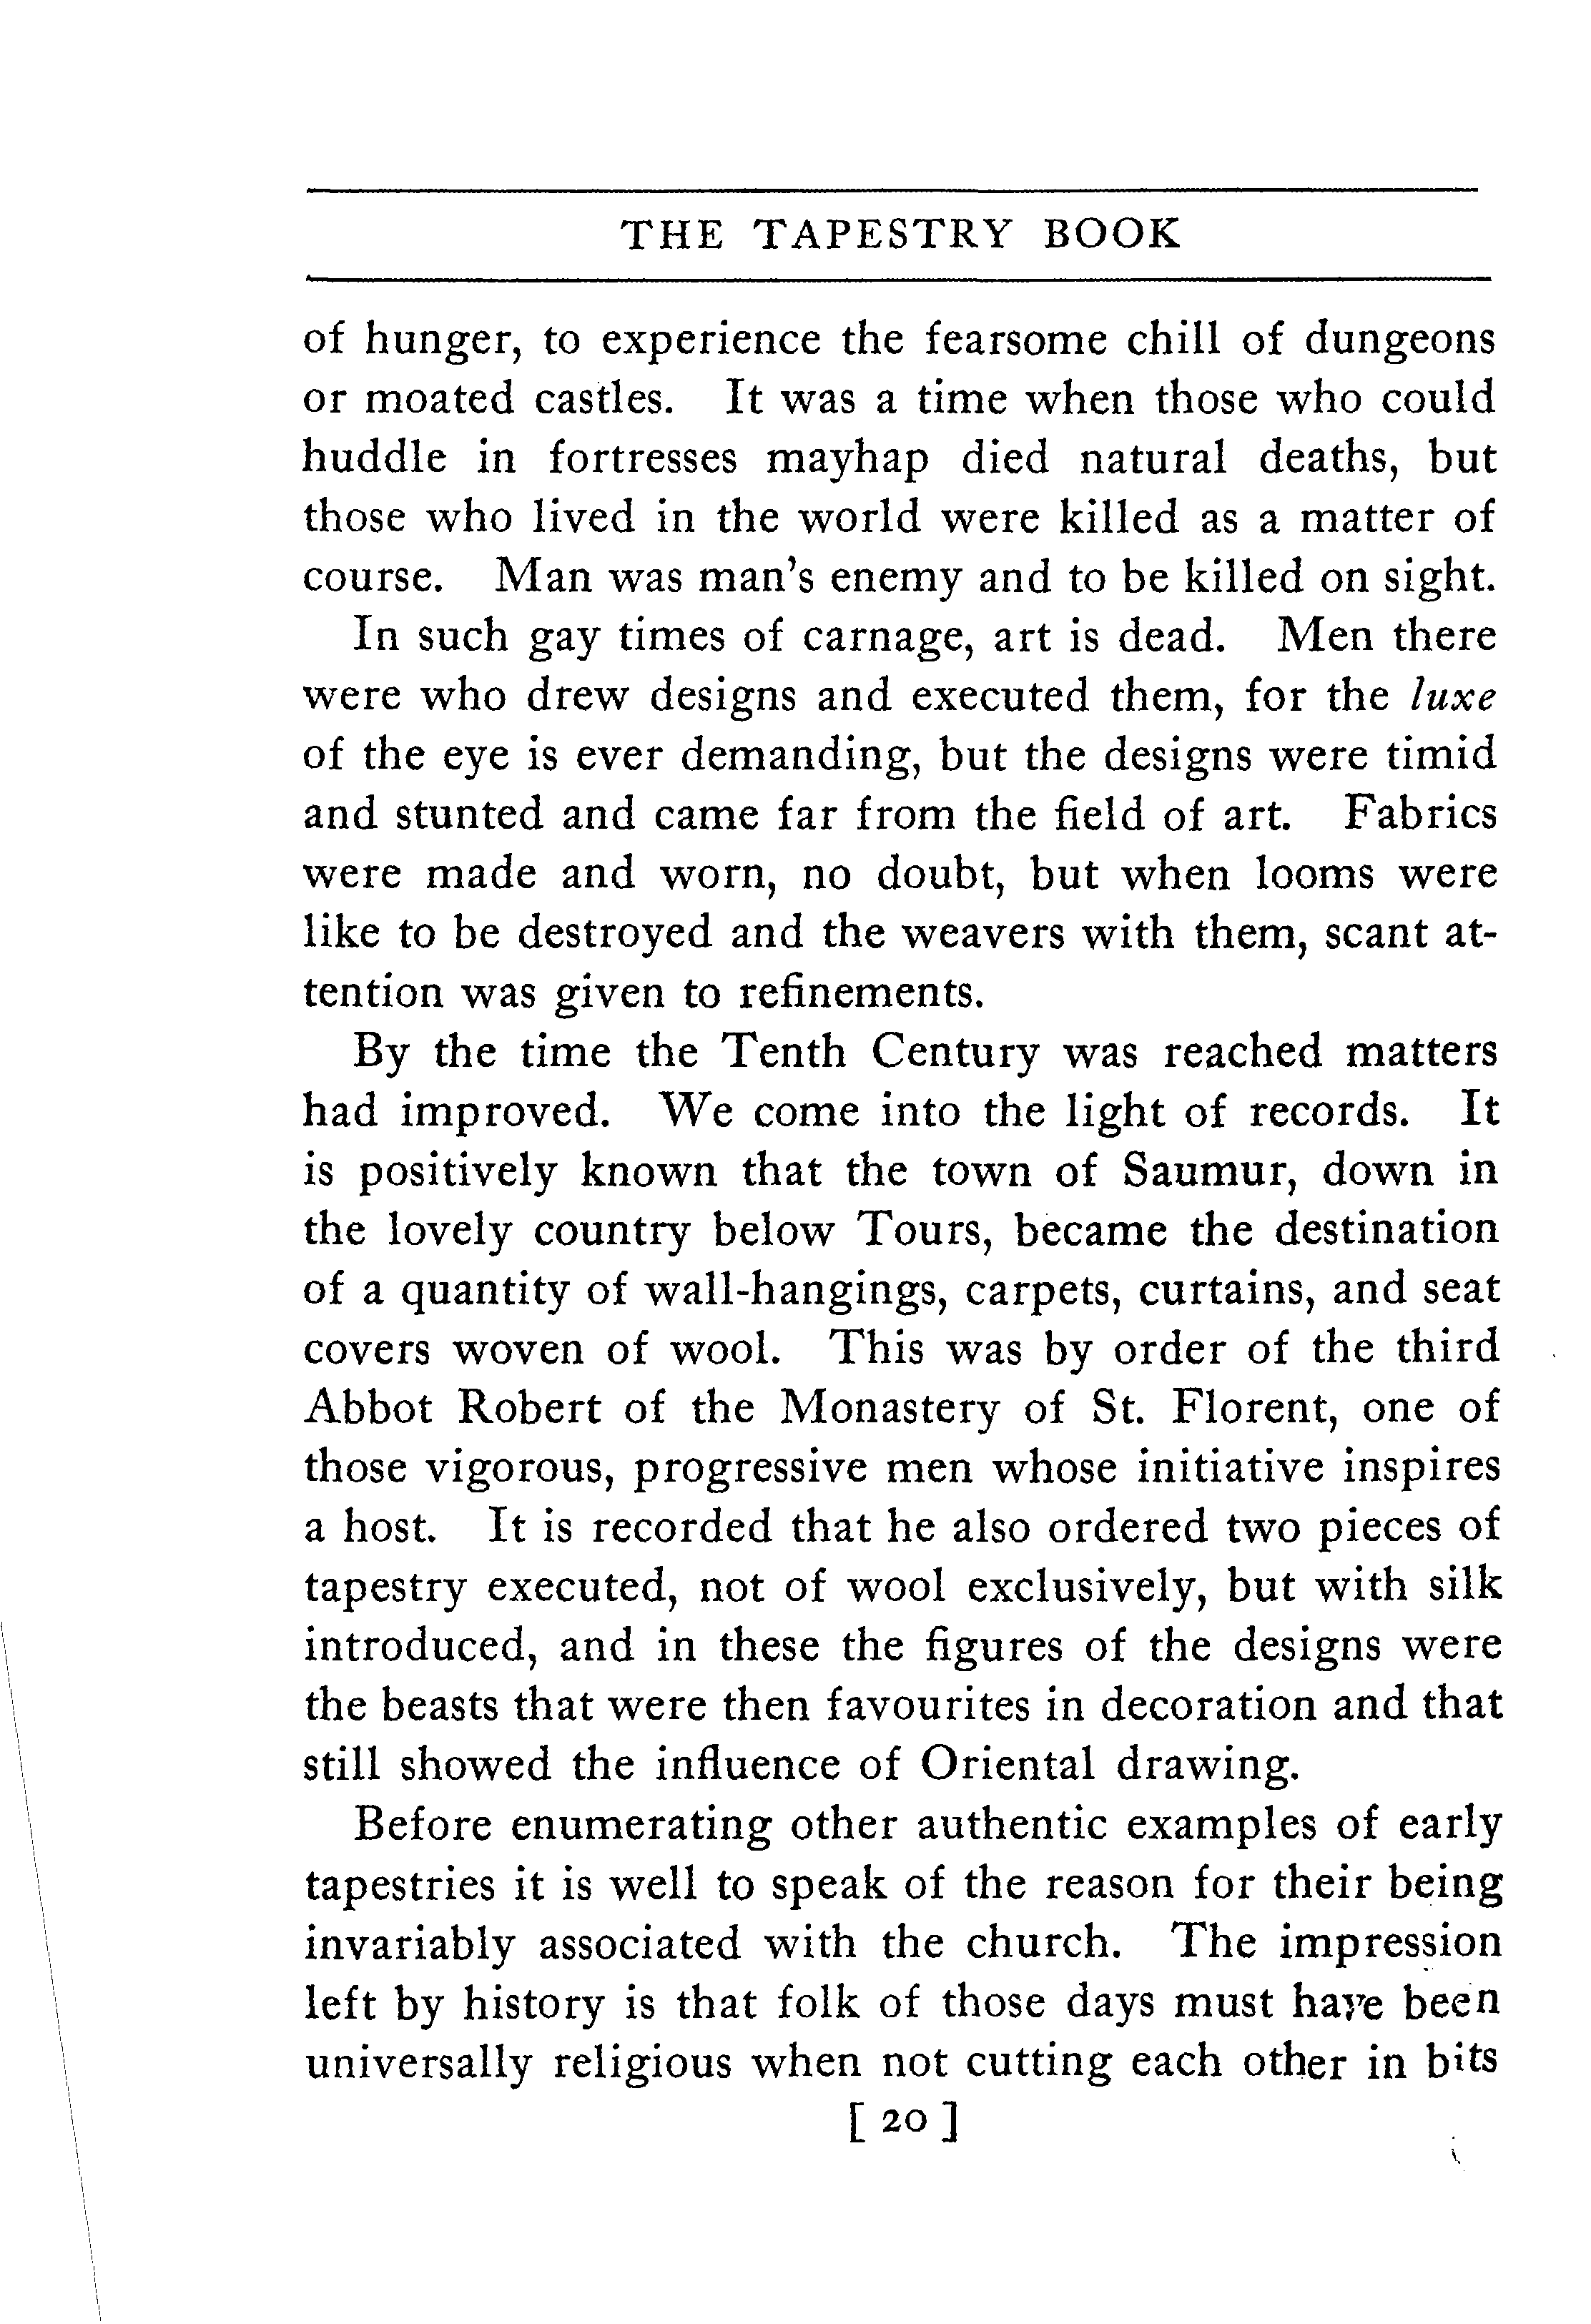 THE TAPESTRY BOOK
of hunger, to experience the fearsome chill of dungeons
or moated castles. It was a time when those who could
huddle in fortresses mayhap died natural deaths, but
those who lived in the world were killed as a matter of
course. Man was man's enemy and to be killed on sight.
In such gay times of carnage, art is dead. Men there
were who drew designs and executed them, for the luxe
of the eye is ever demanding, but the designs were timid
and stunted and came far from the field of art. Fabrics
were made and worn, no doubt, but when looms were
like to be destroyed and the weavers with them, scant at-
tention was given to refinements.
By the time the Tenth Century was reached matters
had improved. We come into the light of records. It
is positively known that the town of Saumur, down in
the lovely country below Tours, became the destination
of a quantity of wall-hangings, carpets, curtains, and seat
covers woven of wool. This was by order of the third
Abbot Robert of the Monastery of St. Florent, one of
those vigorous, progressive men whose initiative inspires
a host. It is recorded that he also ordered two pieces of
tapestry executed, not of wool exclusively, but with silk
introduced, and in these the figures of the designs were
the beasts that were then favourites in decoration and that
still showed the influence of Oriental drawing.
Before enumerating other authentic examples of early
tapestries it is well to speak of the reason for their being
invariably associated with the church. The impression
left by history is that folk of those days must have been
universally religious when not cutting each other in bits
[ 20 ]